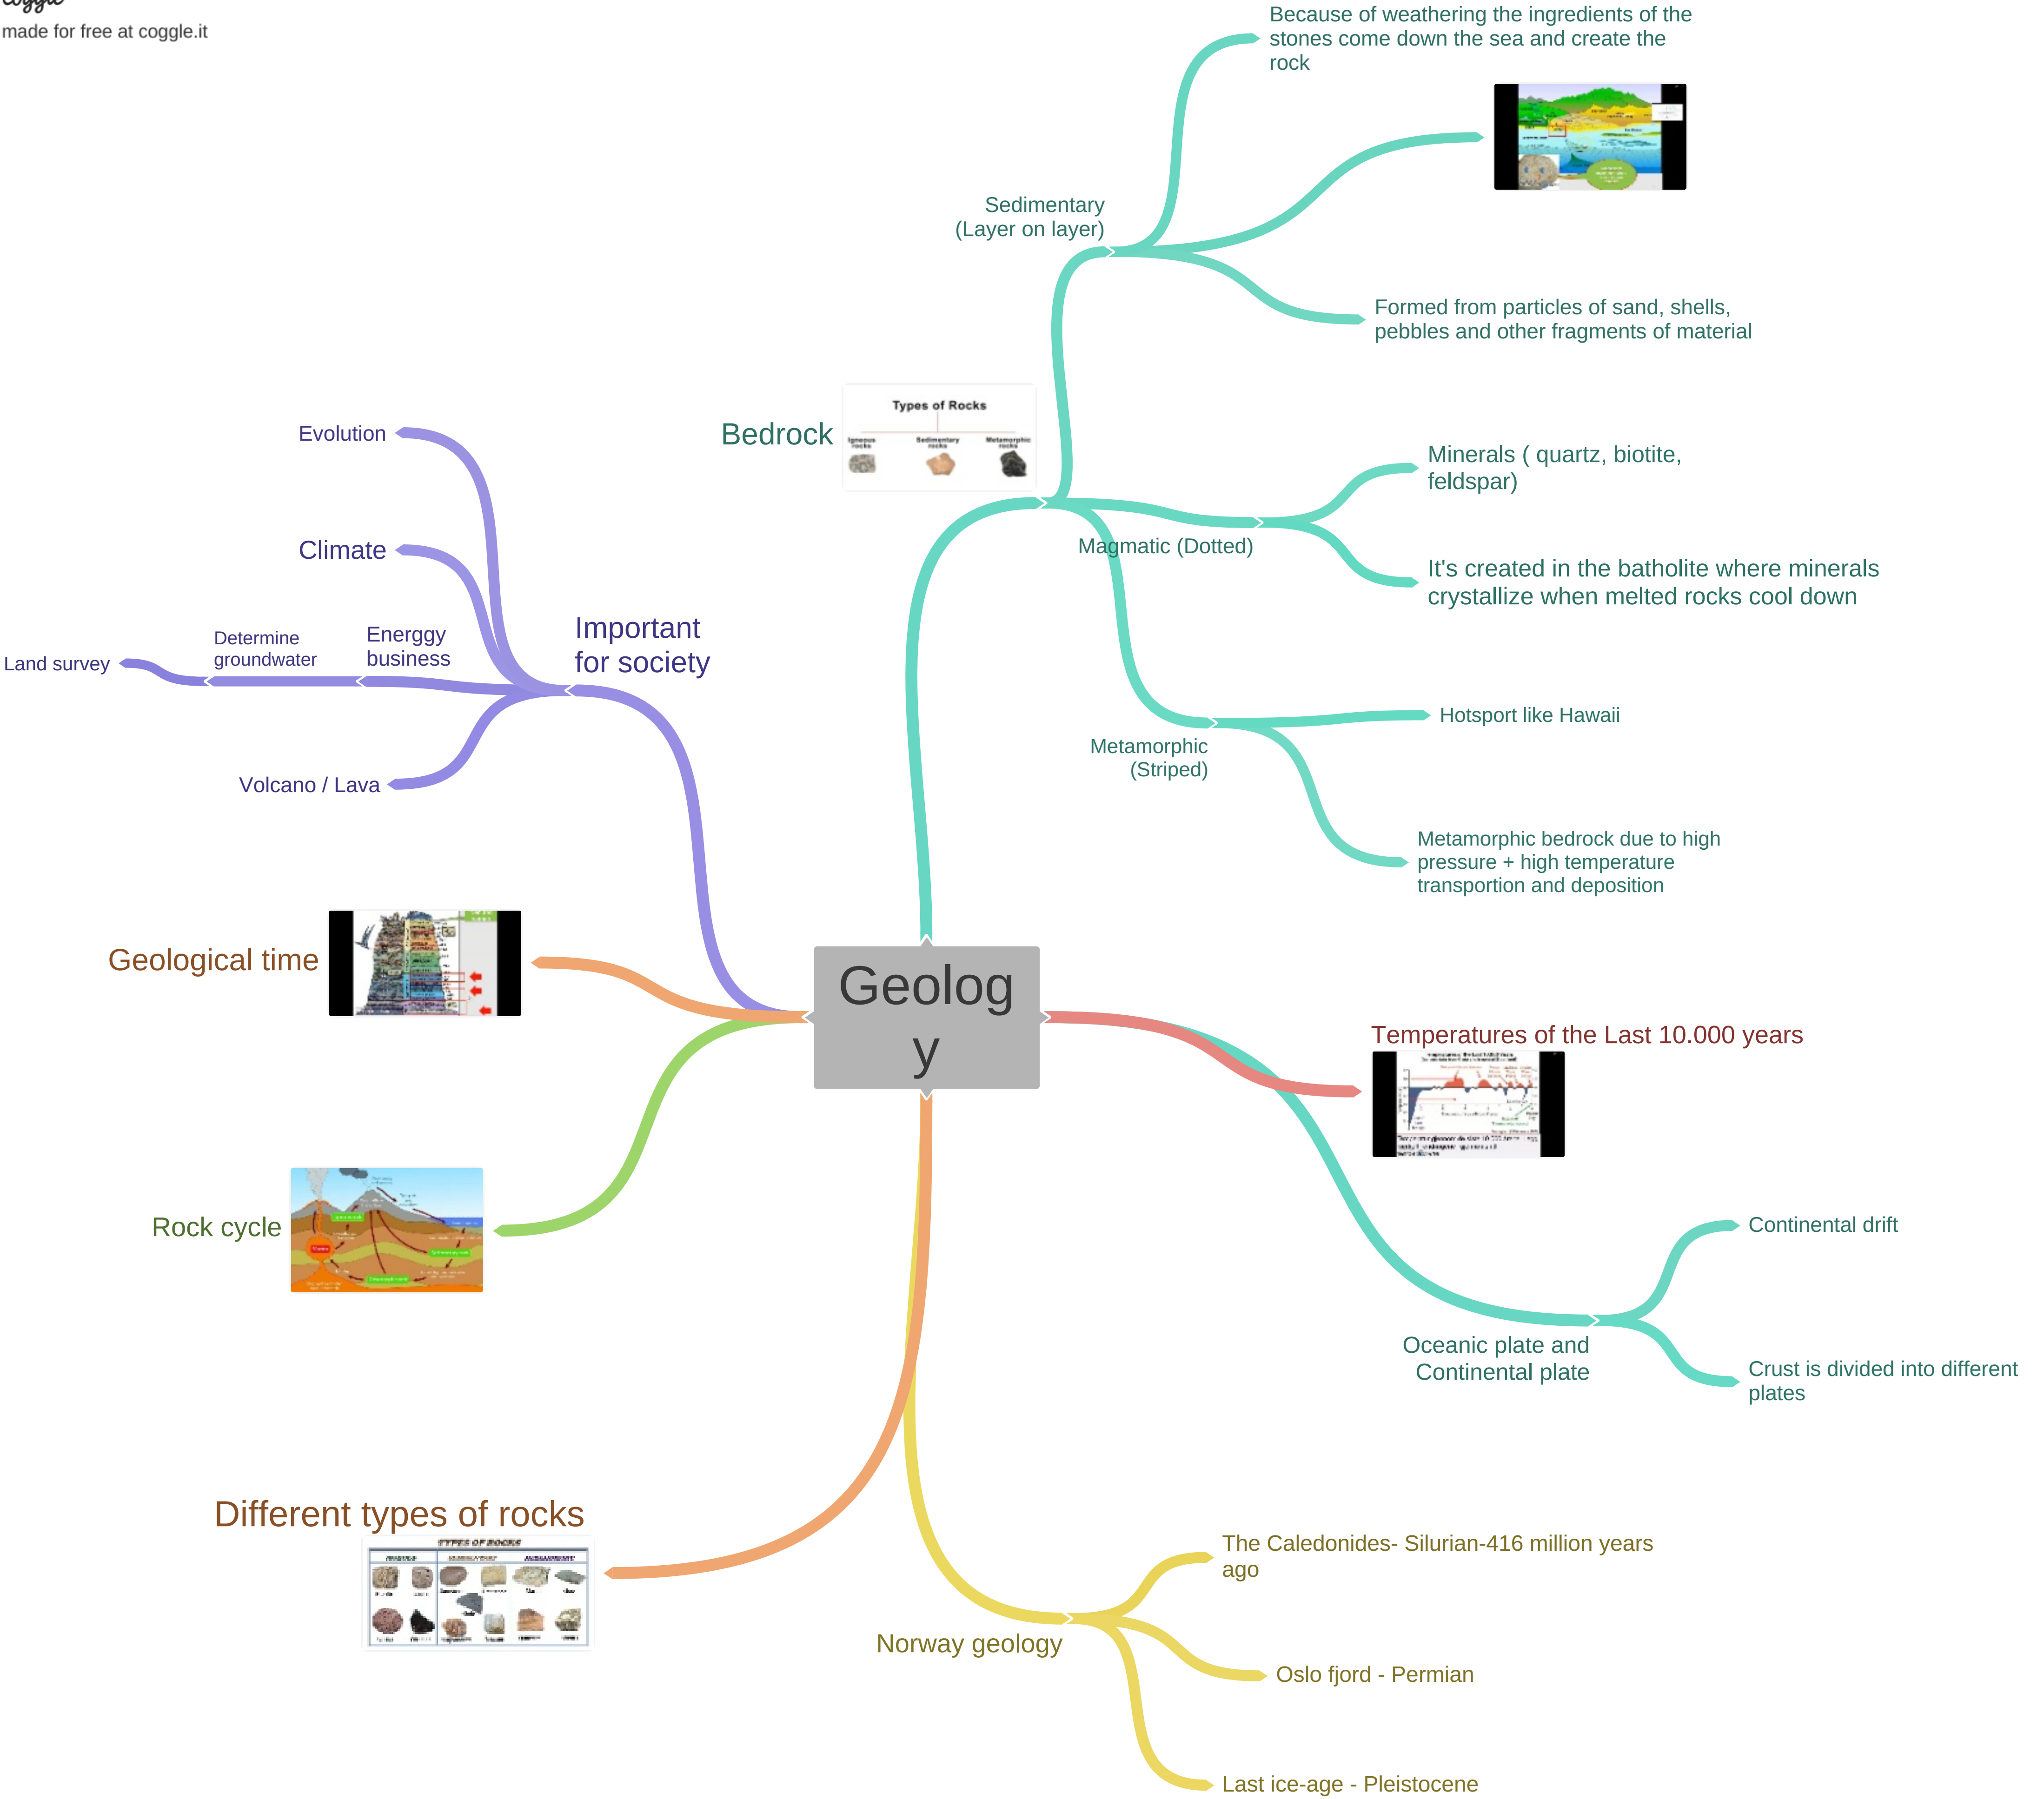 made for free at coggle.it
Because of weathering the ingredients of the
stones come down the sea and create the
rock
Sedimentary
(Layer on layer)
Formed from particles of sand, shells,
pebbles and other fragments of material
Bedrock
Types of Rocks
Igneous
rocks
Sedimentary
rocks
Metamorphic
rocks
Minerals ( quartz, biotite,
feldspar)
Magmatic (Dotted)
It's created in the batholite where minerals
crystallize when melted rocks cool down
Hotsport like Hawaii
Metamorphic
(Striped)
Metamorphic bedrock due to high
pressure + high temperature
transportion and deposition
Evolution
Climate
Important
for society
Energgy
business
Determine
groundwater
Land survey
Volcano / Lava
Geological time
Geolog
y
Rock cycle
Temperatures of the Last 10.000 years
Continental drift
Oceanic plate and
Continental plate
Crust is divided into different
plates
Different types of rocks
TYPES OF ROCKS
Norway geology
The Caledonides- Silurian-416 million years
ago
Oslo fjord - Permian
Last ice-age - Pleistocene